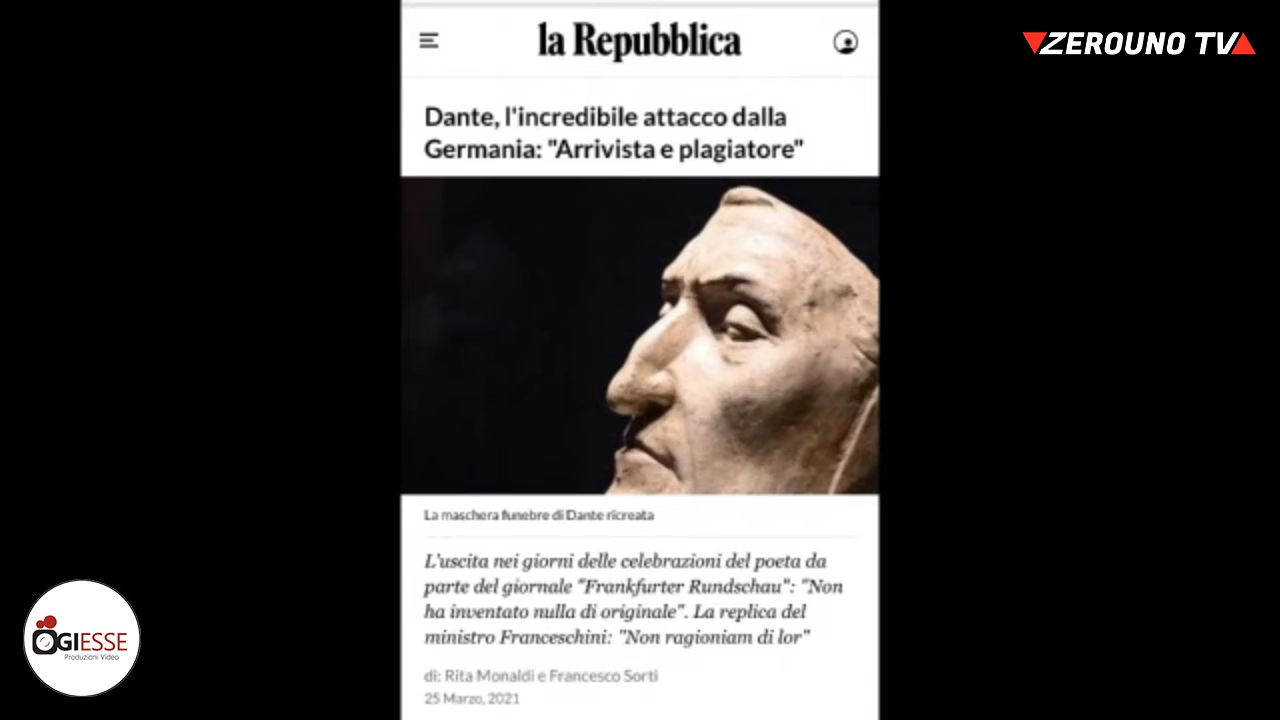 la Repubblica
ZEROUNO TV
Dante, l'incredibile attacco dalla
Germania: "Arrivista e plagiatore"
La maschera funebre di Dante ricreata
L'uscita nei giorni delle celebrazioni del poeta da
parte del giornale "Frankfurter Rundschau": "Non
ha inventato nulla di originale". La replica del
ministro Franceschini: "Non ragioniam di lor"
di: Rita Monaldi e Francesco Sorti
25 Marzo, 2021
OGIESSE
Produzioni Video